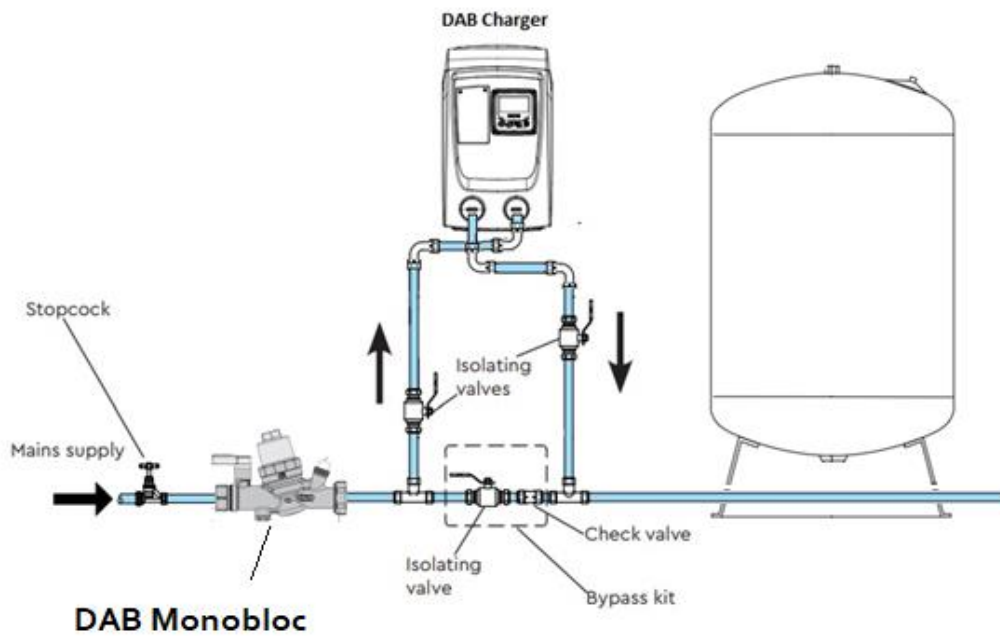 DAB Charger
Stopcock
Isolating
valves
Mains supply
Check valve
Isolating
valve
Bypass kit
DAB Monobloc